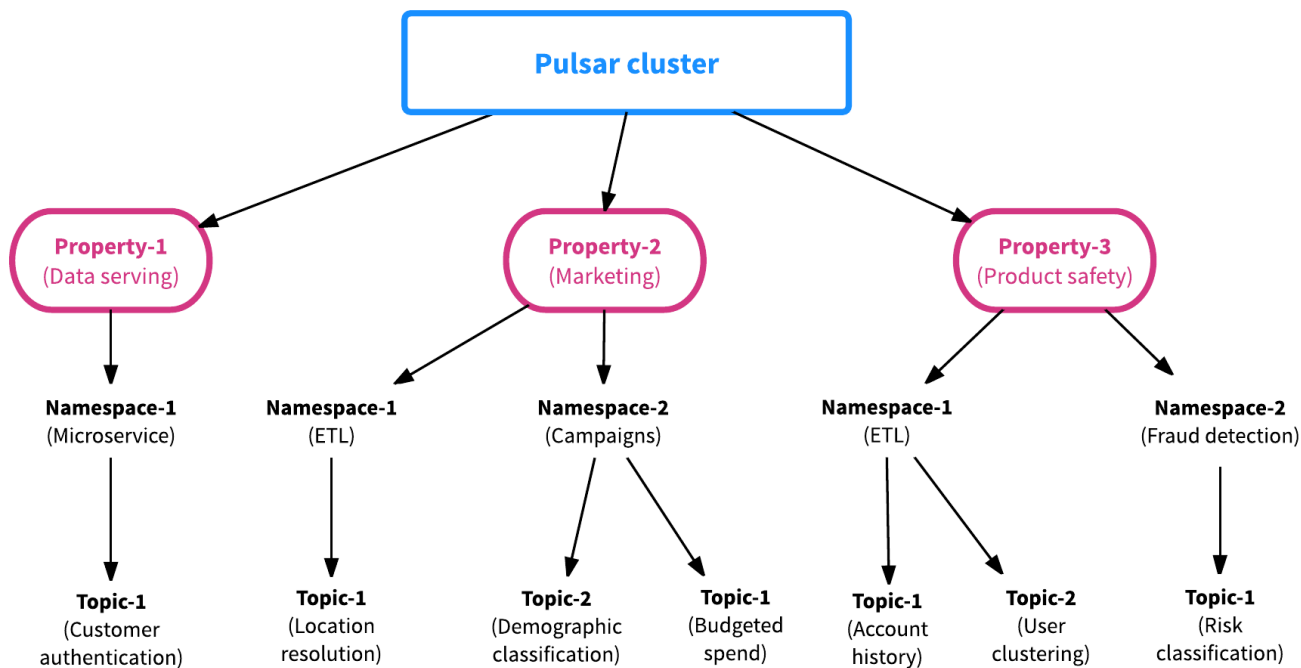 Pulsar cluster
Property-1
(Data serving)
Property-2
(Marketing)
Property-3
(Product safety)
Namespace-1
(Microservice)
Namespace-1
(ETL)
Namespace-2
(Campaigns)
Namespace-1
(ETL)
Namespace-2
(Fraud detection)
Topic-1
(Customer
authentication)
Topic-1
(Location
resolution)
Topic-2
(Demographic
classification)
Topic-1
(Budgeted
spend)
Topic-1
(Account
history)
Topic-2
(User
clustering)
Topic-1
(Risk
classification)